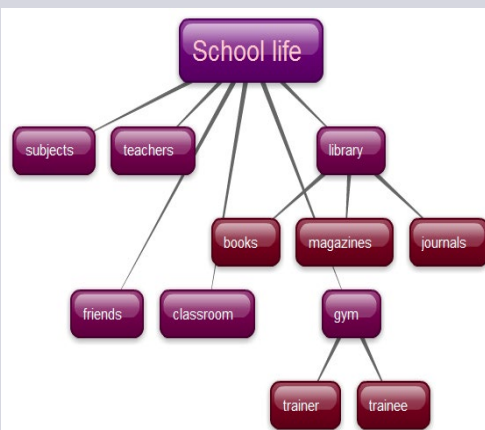 School life
subjects
teachers
library
books
magazines
journals
friends
classroom
gym
trainer
trainee